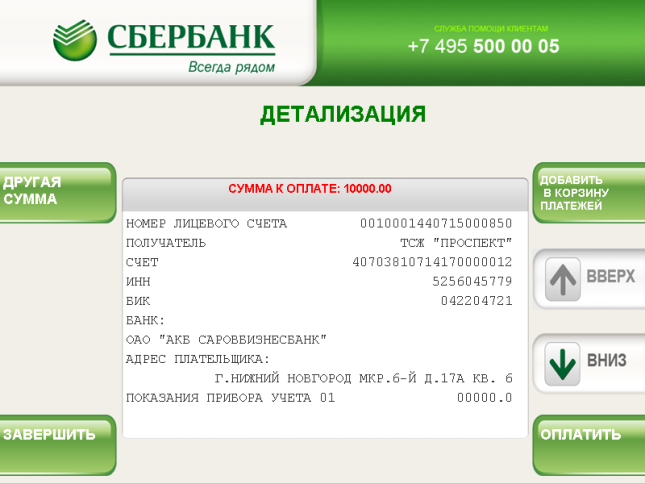 СБЕРБАНК
Всегда рядом
СЛУЖБА ПОМОЩИ КЛИЕНТАМ
+7 495 500 00 05
ДЕТАЛИЗАЦИЯ
ДРУГАЯ
СУММА
СУММА К ОПЛАТЕ: 10000.00
ДОБАВИТЬ
В КОРЗИНУ
ПЛАТЕЖЕЙ
НОМЕР ЛИЦЕВОГО СЧЕТА 0010001440715000850
ПОЛУЧАТЕЛЬ ТСЖ "ПРОСПЕКТ"
СЧЕТ 40703810714170000012
ИНН 5256045779
БИК 042204721
БАНК:
ОАО "АКБ САРОВБИЗНЕСБАНК"
АДРЕС ПЛАТЕЛЬЩИКА:
Г.НИЖНИЙ НОВГОРОД МКР.6-Й Д.17А КВ. 6
ПОКАЗАНИЯ ПРИБОРА УЧЕТА 01 00000.0
ВВЕРХ
ВНИЗ
ЗАВЕРШИТЬ
ОПЛАТИТЬ